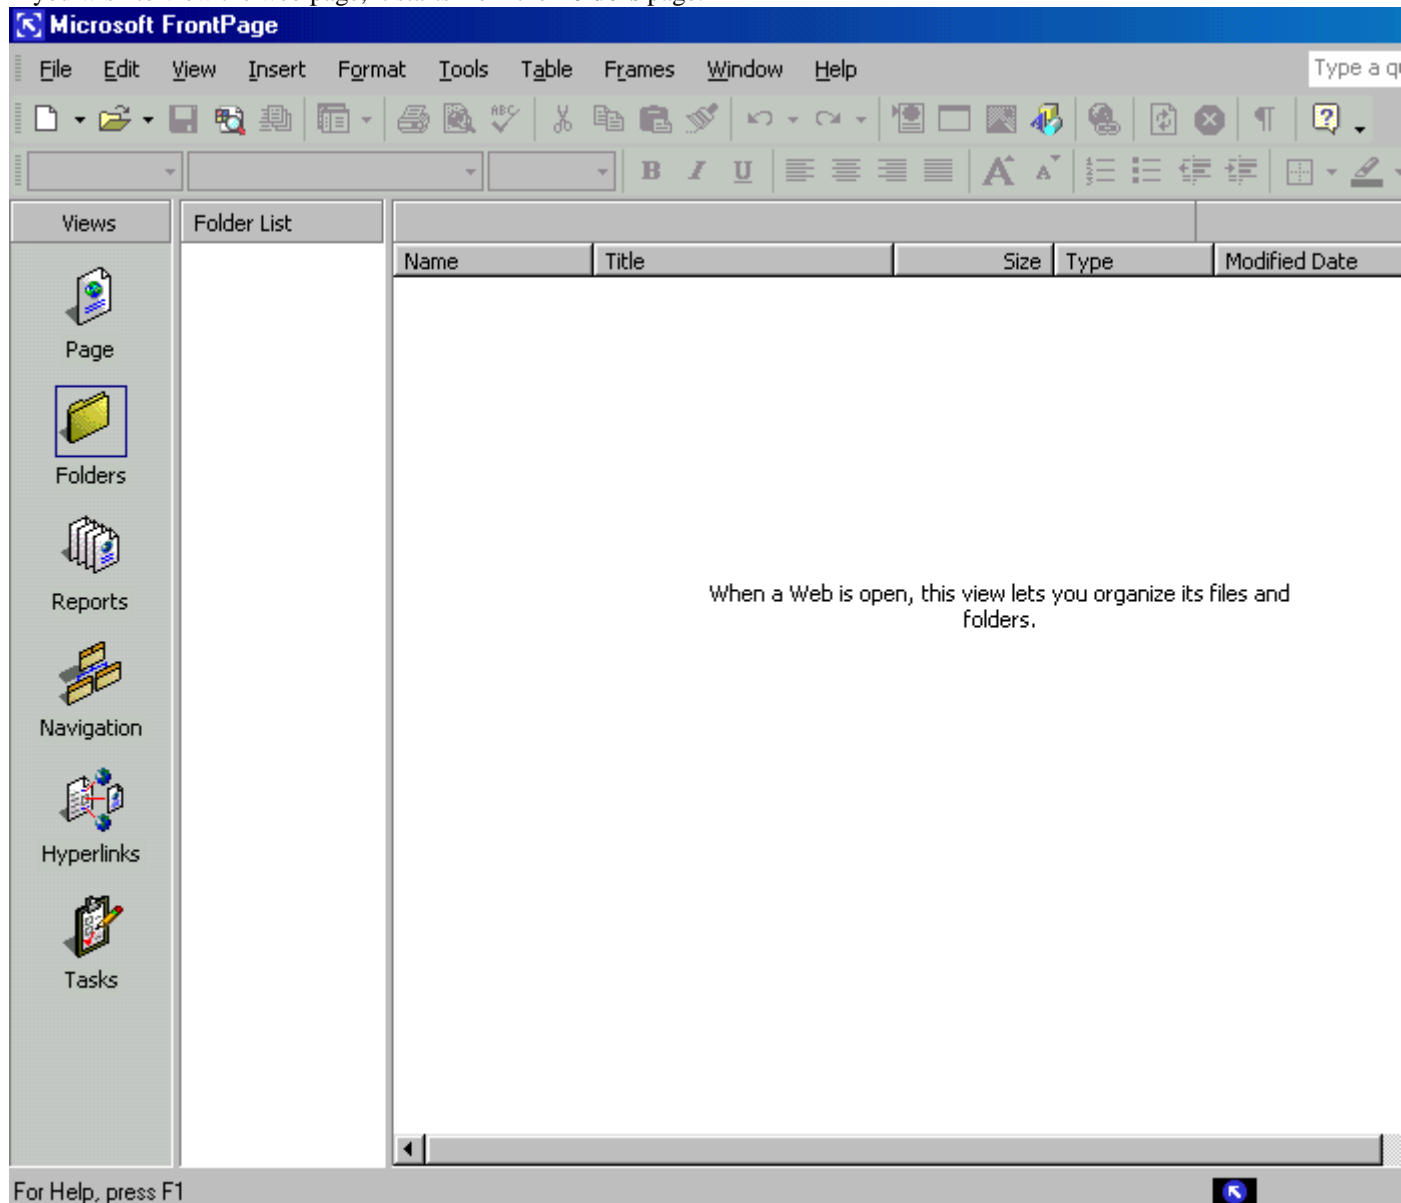 Microsoft FrontPage
File Edit View Insert Format Tools Table Frames Window Help Type a
ABC
B I U A A
Views Folder List
Name Title Size Type Modified Date
Page
Folders
Reports
When a Web is open, this view lets you organize its files and
folders.
Navigation
Hyperlinks
Tasks
For Help, press F1